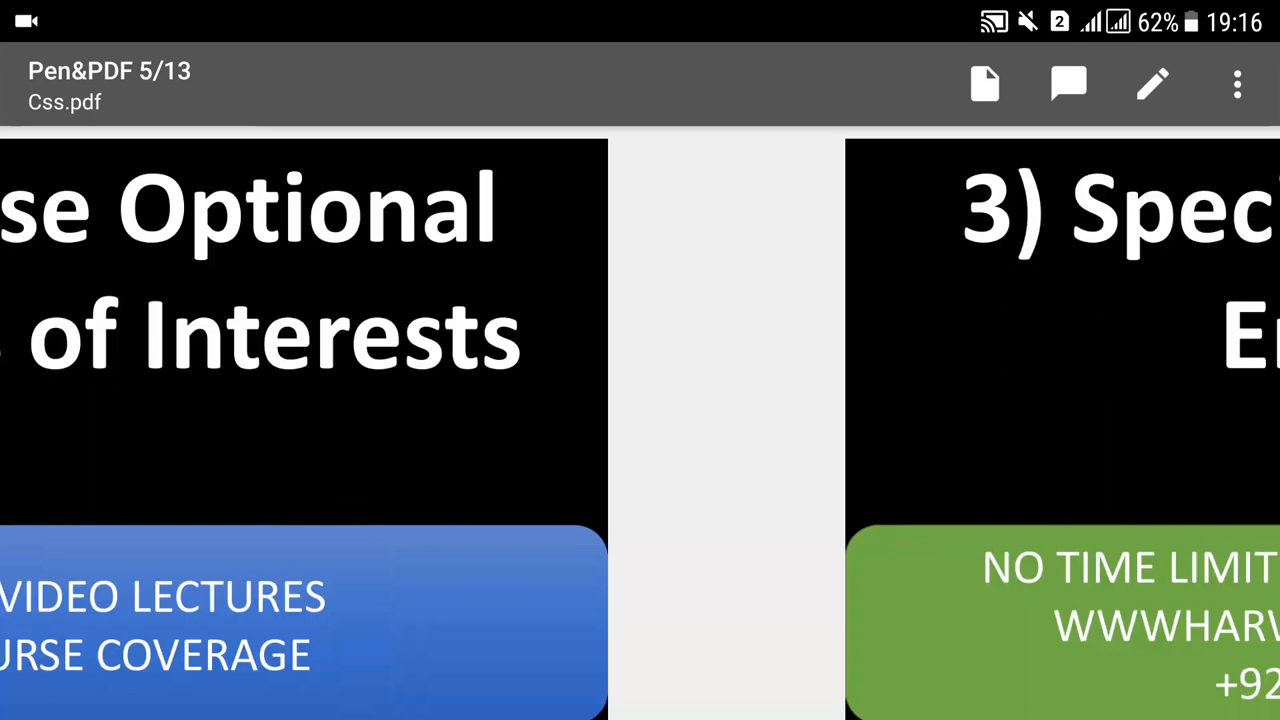 62% 19:16
Pen&PDF 5/13
Css.pdf
se Optional
of Interests
VIDEO LECTURES
URSE COVERAGE
3) Spec
E
NO TIME LIMIT
WWWHARV
+92